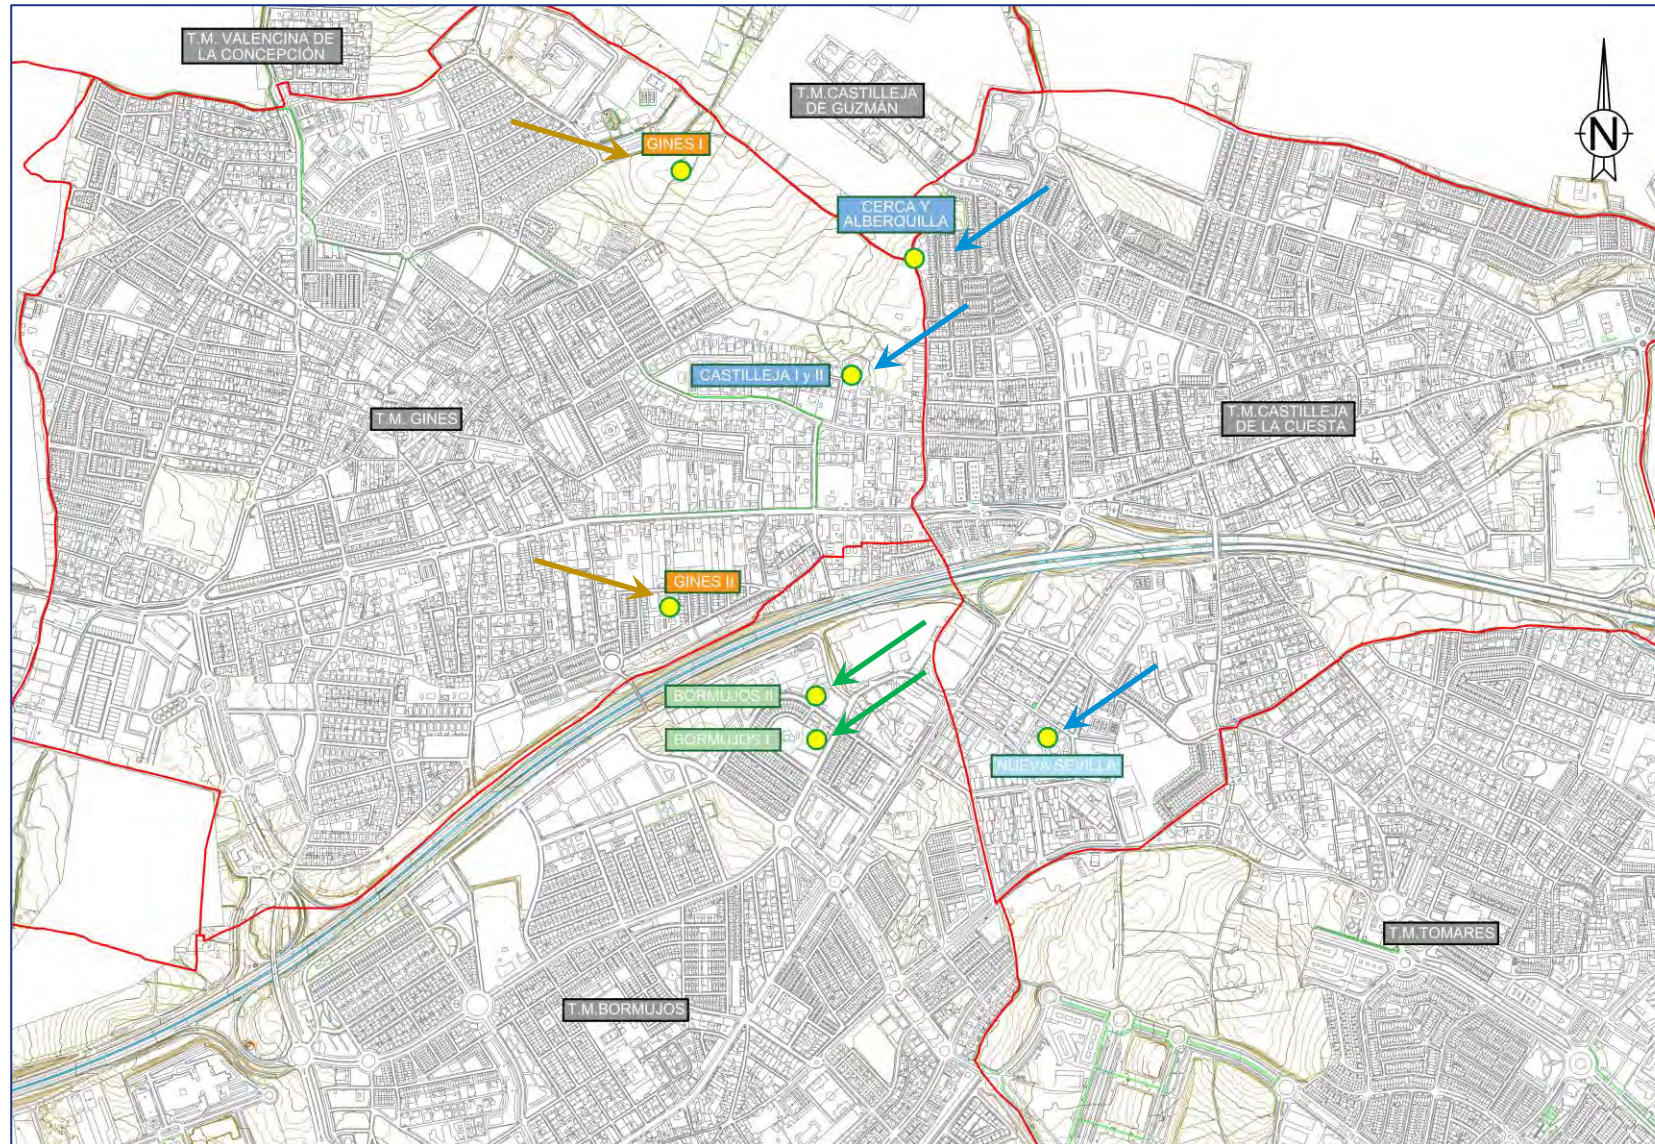 T.M. VALENCINA DE
LA CONCEPCIÓN
T.M.CASTILLEJA
DE GUZMÁN
N
GINES I
CERCA Y
ALBERQUILLA
CASTILLEJA I y II
T.M. GINES
T.M.CASTILLEJA
DE LA CUESTA
GINES II
BORMUJOS II
BORMUJOS I
NUEVA SEVILLA
T.M.TOMARES
T.M.BORMUJOS